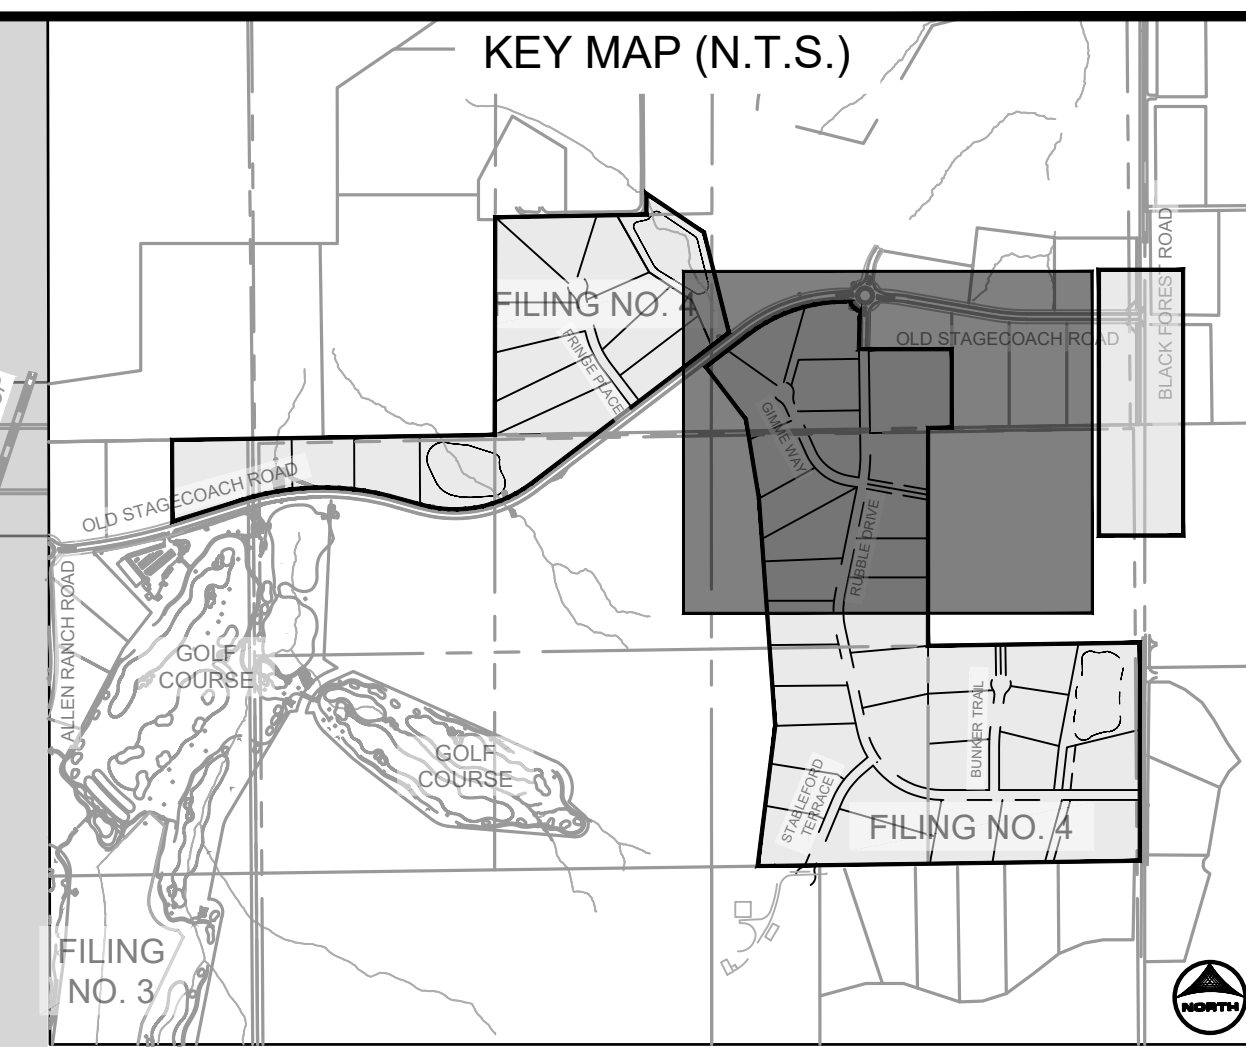 KEY MAP (N.T.S.)
BLACK FOREST ROAD
FILING NO. 4
OLD STAGECOACH ROAD
FRINGE PLACE
GIMME WAY
OLD STAGECOACH ROAD
RUBBLE DRIVE
ALLEN RANCH ROAD
GOLF
COURSE
BUNKER TRAIL
GOLF
COURSE
STABLEFORD
TERRACE
FILING NO. 4
FILING
NO. 3
NORTH